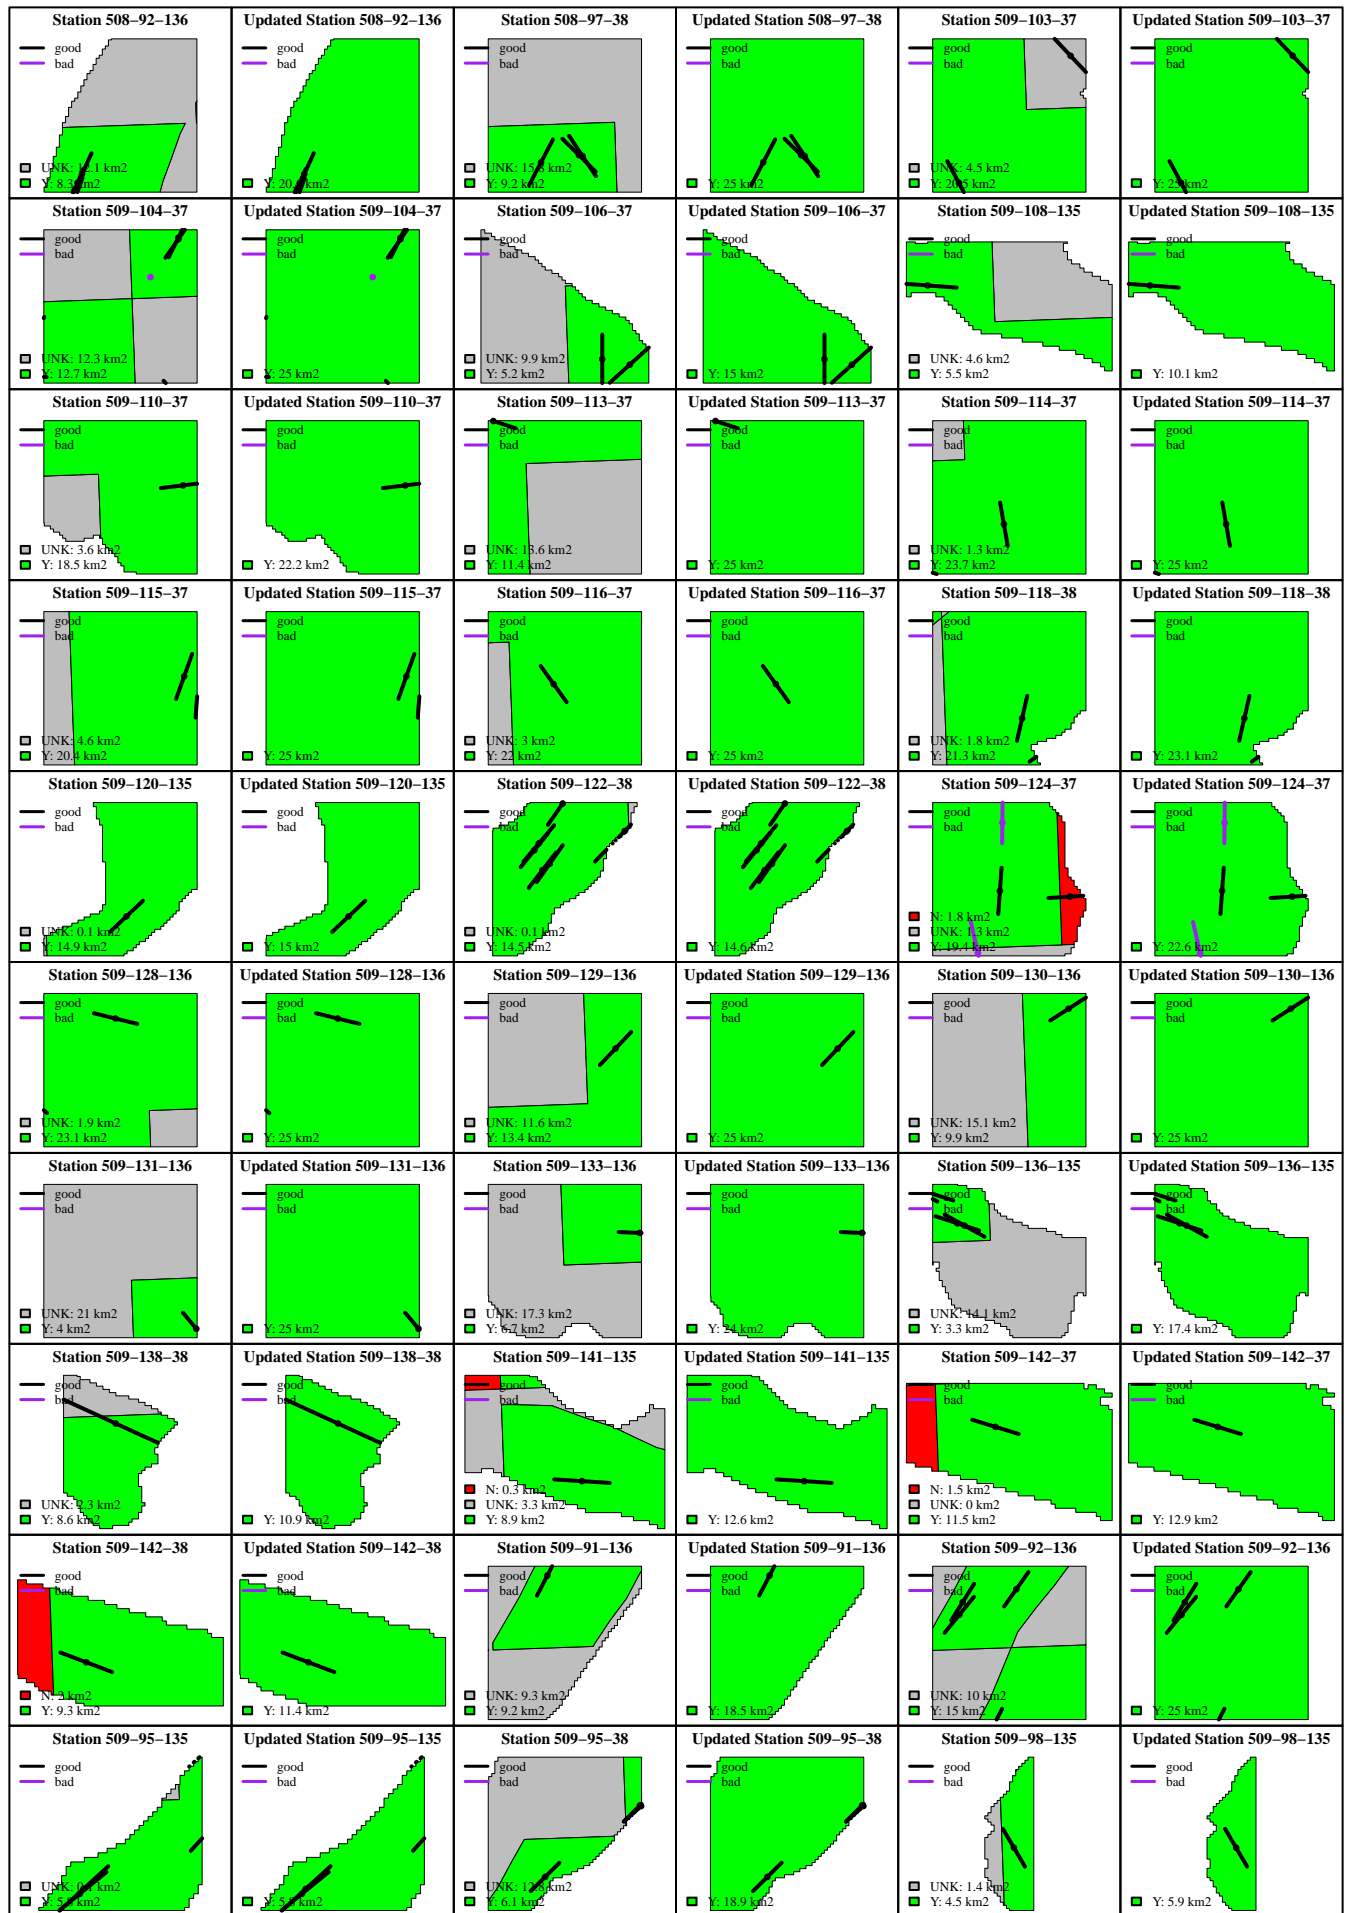 Station 508−92−136
good
bad
UNK: 12.1 km2
Y: 8.3 km2
Updated Station 508−92−136
good
bad
Y: 20.4 km2
Station 508−97−38
good
bad
UNK: 15.8 km2
Y: 9.2 km2
Updated Station 508−97−38
good
bad
Y: 25 km2
Station 509−103−37
good
bad
UNK: 4.5 km2
Y: 20.5 km2
Updated Station 509−103−37
good
bad
Y: 25 km2
Station 509−104−37
good
bad
UNK: 12.3 km2
Y: 12.7 km2
Updated Station 509−104−37
good
bad
Y: 25 km2
Station 509−106−37
good
bad
UNK: 9.9 km2
Y: 5.2 km2
Updated Station 509−106−37
good
bad
Y: 15 km2
Station 509−108−135
good
bad
UNK: 4.6 km2
Y: 5.5 km2
Updated Station 509−108−135
good
bad
Y: 10.1 km2
Station 509−110−37
good
bad
UNK: 3.6 km2
Y: 18.5 km2
Updated Station 509−110−37
good
bad
Y: 22.2 km2
Station 509−113−37
good
bad
UNK: 13.6 km2
Y: 11.4 km2
Updated Station 509−113−37
good
bad
Y: 25 km2
Station 509−114−37
good
bad
UNK: 1.3 km2
Y: 23.7 km2
Updated Station 509−114−37
good
bad
Y: 25 km2
Station 509−115−37
good
bad
UNK: 4.6 km2
Y: 20.4 km2
Updated Station 509−115−37
good
bad
Y: 25 km2
Station 509−116−37
good
bad
UNK: 3 km2
Y: 22 km2
Updated Station 509−116−37
good
bad
Y: 25 km2
Station 509−118−38
good
bad
UNK: 1.8 km2
Y: 21.3 km2
Updated Station 509−118−38
good
bad
Y: 23.1 km2
Station 509−120−135
good
bad
UNK: 0.1 km2
Y: 14.9 km2
Updated Station 509−120−135
good
bad
Y: 15 km2
Station 509−122−38
good
bad
UNK: 0.1 km2
Y: 14.5 km2
Updated Station 509−122−38
good
bad
Y: 14.6 km2
Station 509−124−37
good
bad
N: 1.8 km2
UNK: 1.3 km2
Y: 19.4 km2
Updated Station 509−124−37
good
bad
Y: 22.6 km2
Station 509−128−136
good
bad
UNK: 1.9 km2
Y: 23.1 km2
Updated Station 509−128−136
good
bad
Y: 25 km2
Station 509−129−136
good
bad
UNK: 11.6 km2
Y: 13.4 km2
Updated Station 509−129−136
good
bad
Y: 25 km2
Station 509−130−136
good
bad
UNK: 15.1 km2
Y: 9.9 km2
Updated Station 509−130−136
good
bad
Y: 25 km2
Station 509−131−136
good
bad
UNK: 21 km2
Y: 4 km2
Updated Station 509−131−136
good
bad
Y: 25 km2
Station 509−133−136
good
bad
UNK: 17.3 km2
Y: 6.7 km2
Updated Station 509−133−136
good
bad
Y: 24 km2
Station 509−136−135
good
bad
UNK: 14.1 km2
Y: 3.3 km2
Updated Station 509−136−135
good
bad
Y: 17.4 km2
Station 509−138−38
good
bad
UNK: 2.3 km2
Y: 8.6 km2
Updated Station 509−138−38
good
bad
Y: 10.9 km2
Station 509−141−135
good
bad
N: 0.3 km2
UNK: 3.3 km2
Y: 8.9 km2
Updated Station 509−141−135
good
bad
Y: 12.6 km2
Station 509−142−37
good
bad
N: 1.5 km2
UNK: 0 km2
Y: 11.5 km2
Updated Station 509−142−37
good
bad
Y: 12.9 km2
Station 509−142−38
good
bad
N: 2 km2
Y: 9.3 km2
Updated Station 509−142−38
good
bad
Y: 11.4 km2
Station 509−91−136
good
bad
UNK: 9.3 km2
Y: 9.2 km2
Updated Station 509−91−136
good
bad
Y: 18.5 km2
Station 509−92−136
good
bad
UNK: 10 km2
Y: 15 km2
Updated Station 509−92−136
good
bad
Y: 25 km2
Station 509−95−135
good
bad
UNK: 0.1 km2
Y: km2
Updated Station 509−95−135
good
bad
Y: km2
Station 509−95−38
good
bad
UNK: 12.8 km2
Y: 6.1 km2
Updated Station 509−95−38
good
bad
Y: 18.9 km2
Station 509−98−135
good
bad
UNK: 1.4 km2
Y: 4.5 km2
Updated Station 509−98−135
good
bad
Y: 5.9 km2